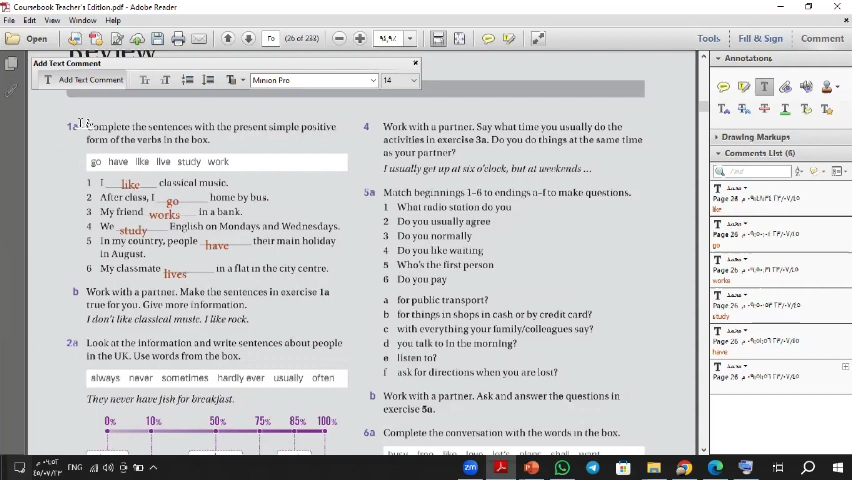 Coursebook Teacher's Edition.pdf - Adobe Reader
File Edit View Window Help
Open
(26 of 233)
Tools Fill & Sign Comment
Add Text Comment
Add Text Comment
Minion Pro
14
Review
1a Complete the sentences with the present simple positive
form of the verbs in the box.
go have like live study work
1 I like classical music.
2 After class, I go home by bus.
3 My friend works in a bank.
4 We study English on Mondays and Wednesdays.
5 In my country, people have their main holiday
in August.
6 My classmate lives in a flat in the city centre.
b Work with a partner. Make the sentences in exercise 1a
true for you. Give more information.
I don't like classical music. I like rock.
2a Look at the information and write sentences about people
in the UK. Use words from the box.
always never sometimes hardly ever usually often
They never have fish for breakfast.
0% 10% 50% 75% 85% 100%
4 Work with a partner. Say what time you usually do the
activities in exercise 3a. Do you do things at the same time
as your partner?
I usually get up at six o'clock, but at weekends …
5a Match beginnings 1–6 to endings a–f to make questions.
1 What radio station do you
2 Do you usually agree
3 Do you normally
4 Do you like waiting
5 Who's the first person
6 Do you pay
a for public transport?
b for things in shops in cash or by credit card?
c with everything your family/colleagues say?
d you talk to in the morning?
e listen to?
f ask for directions when you are lost?
b Work with a partner. Ask and answer the questions in
exercise 5a.
6a Complete the conversation with the words in the box.
busy free like love let's plans shall want
Annotations
Drawing Markups
Comments List (6)
Find
Page 26
like
Page 26
go
Page 26
works
Page 26
study
Page 26
have
Page 26
ENG